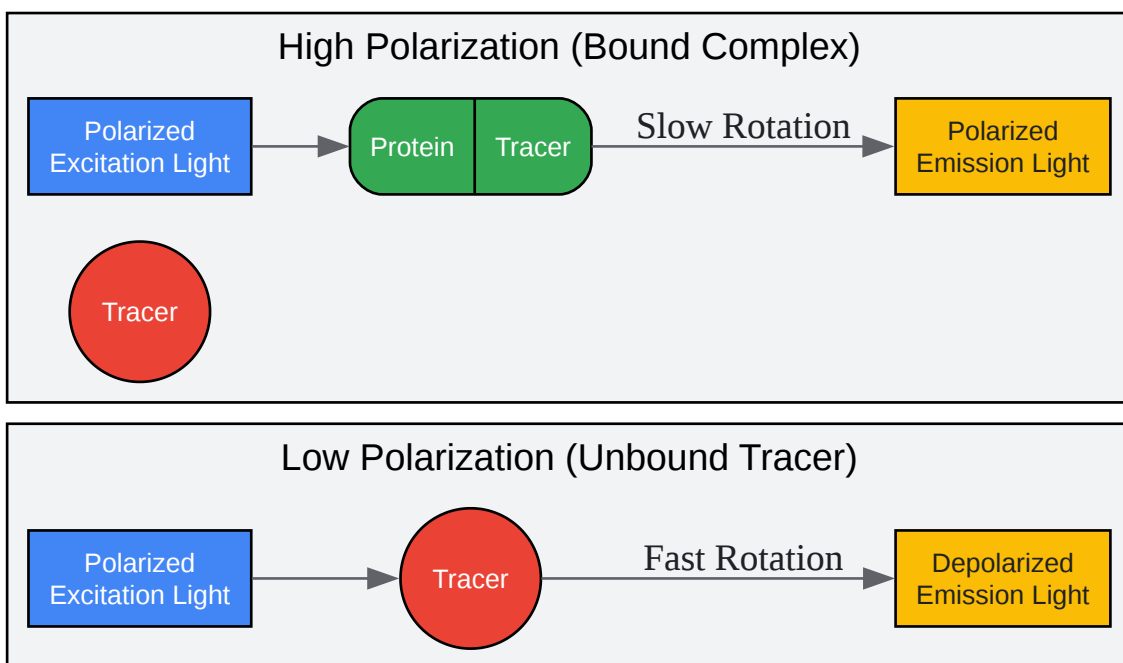 High Polarization (Bound Complex)
Polarized
Excitation Light
Protein
Tracer
Slow Rotation
Polarized
Emission Light
Tracer
Low Polarization (Unbound Tracer)
Polarized
Excitation Light
Tracer
Fast Rotation
Depolarized
Emission Light